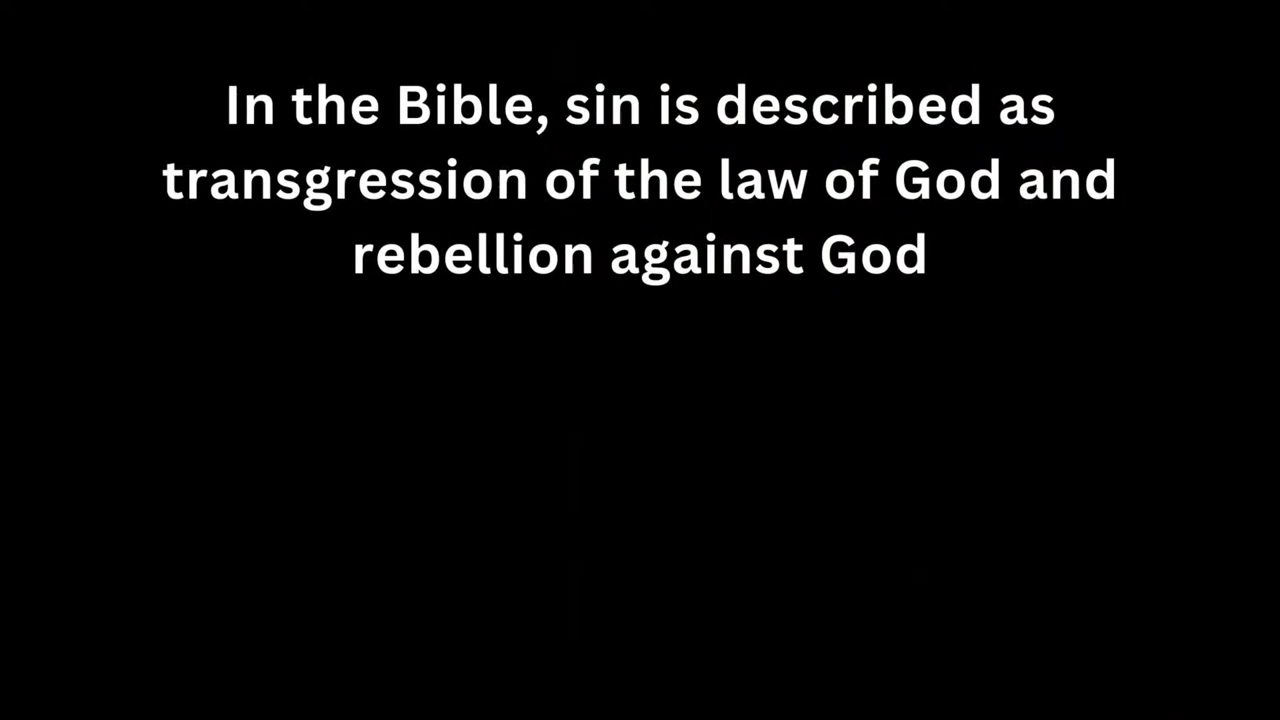 In the Bible, sin is described as
transgression of the law of God and
rebellion against God